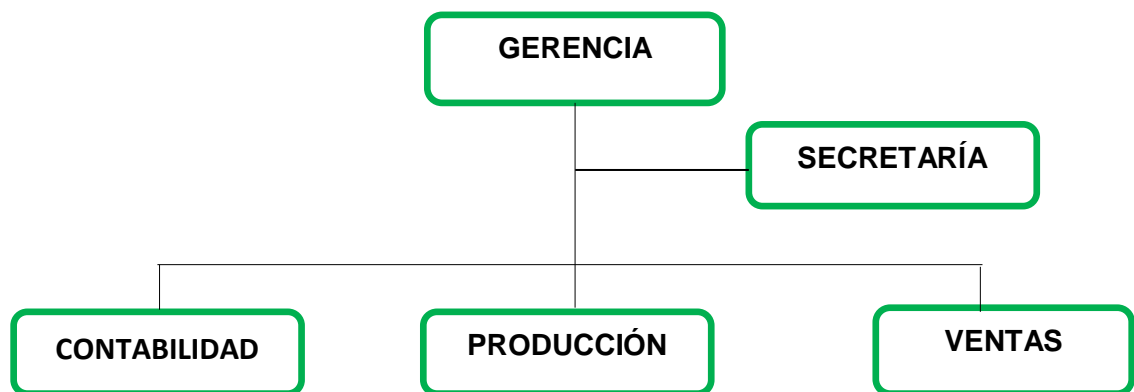 GERENCIA
SECRETARÍA
CONTABILIDAD
PRODUCCIÓN
VENTAS